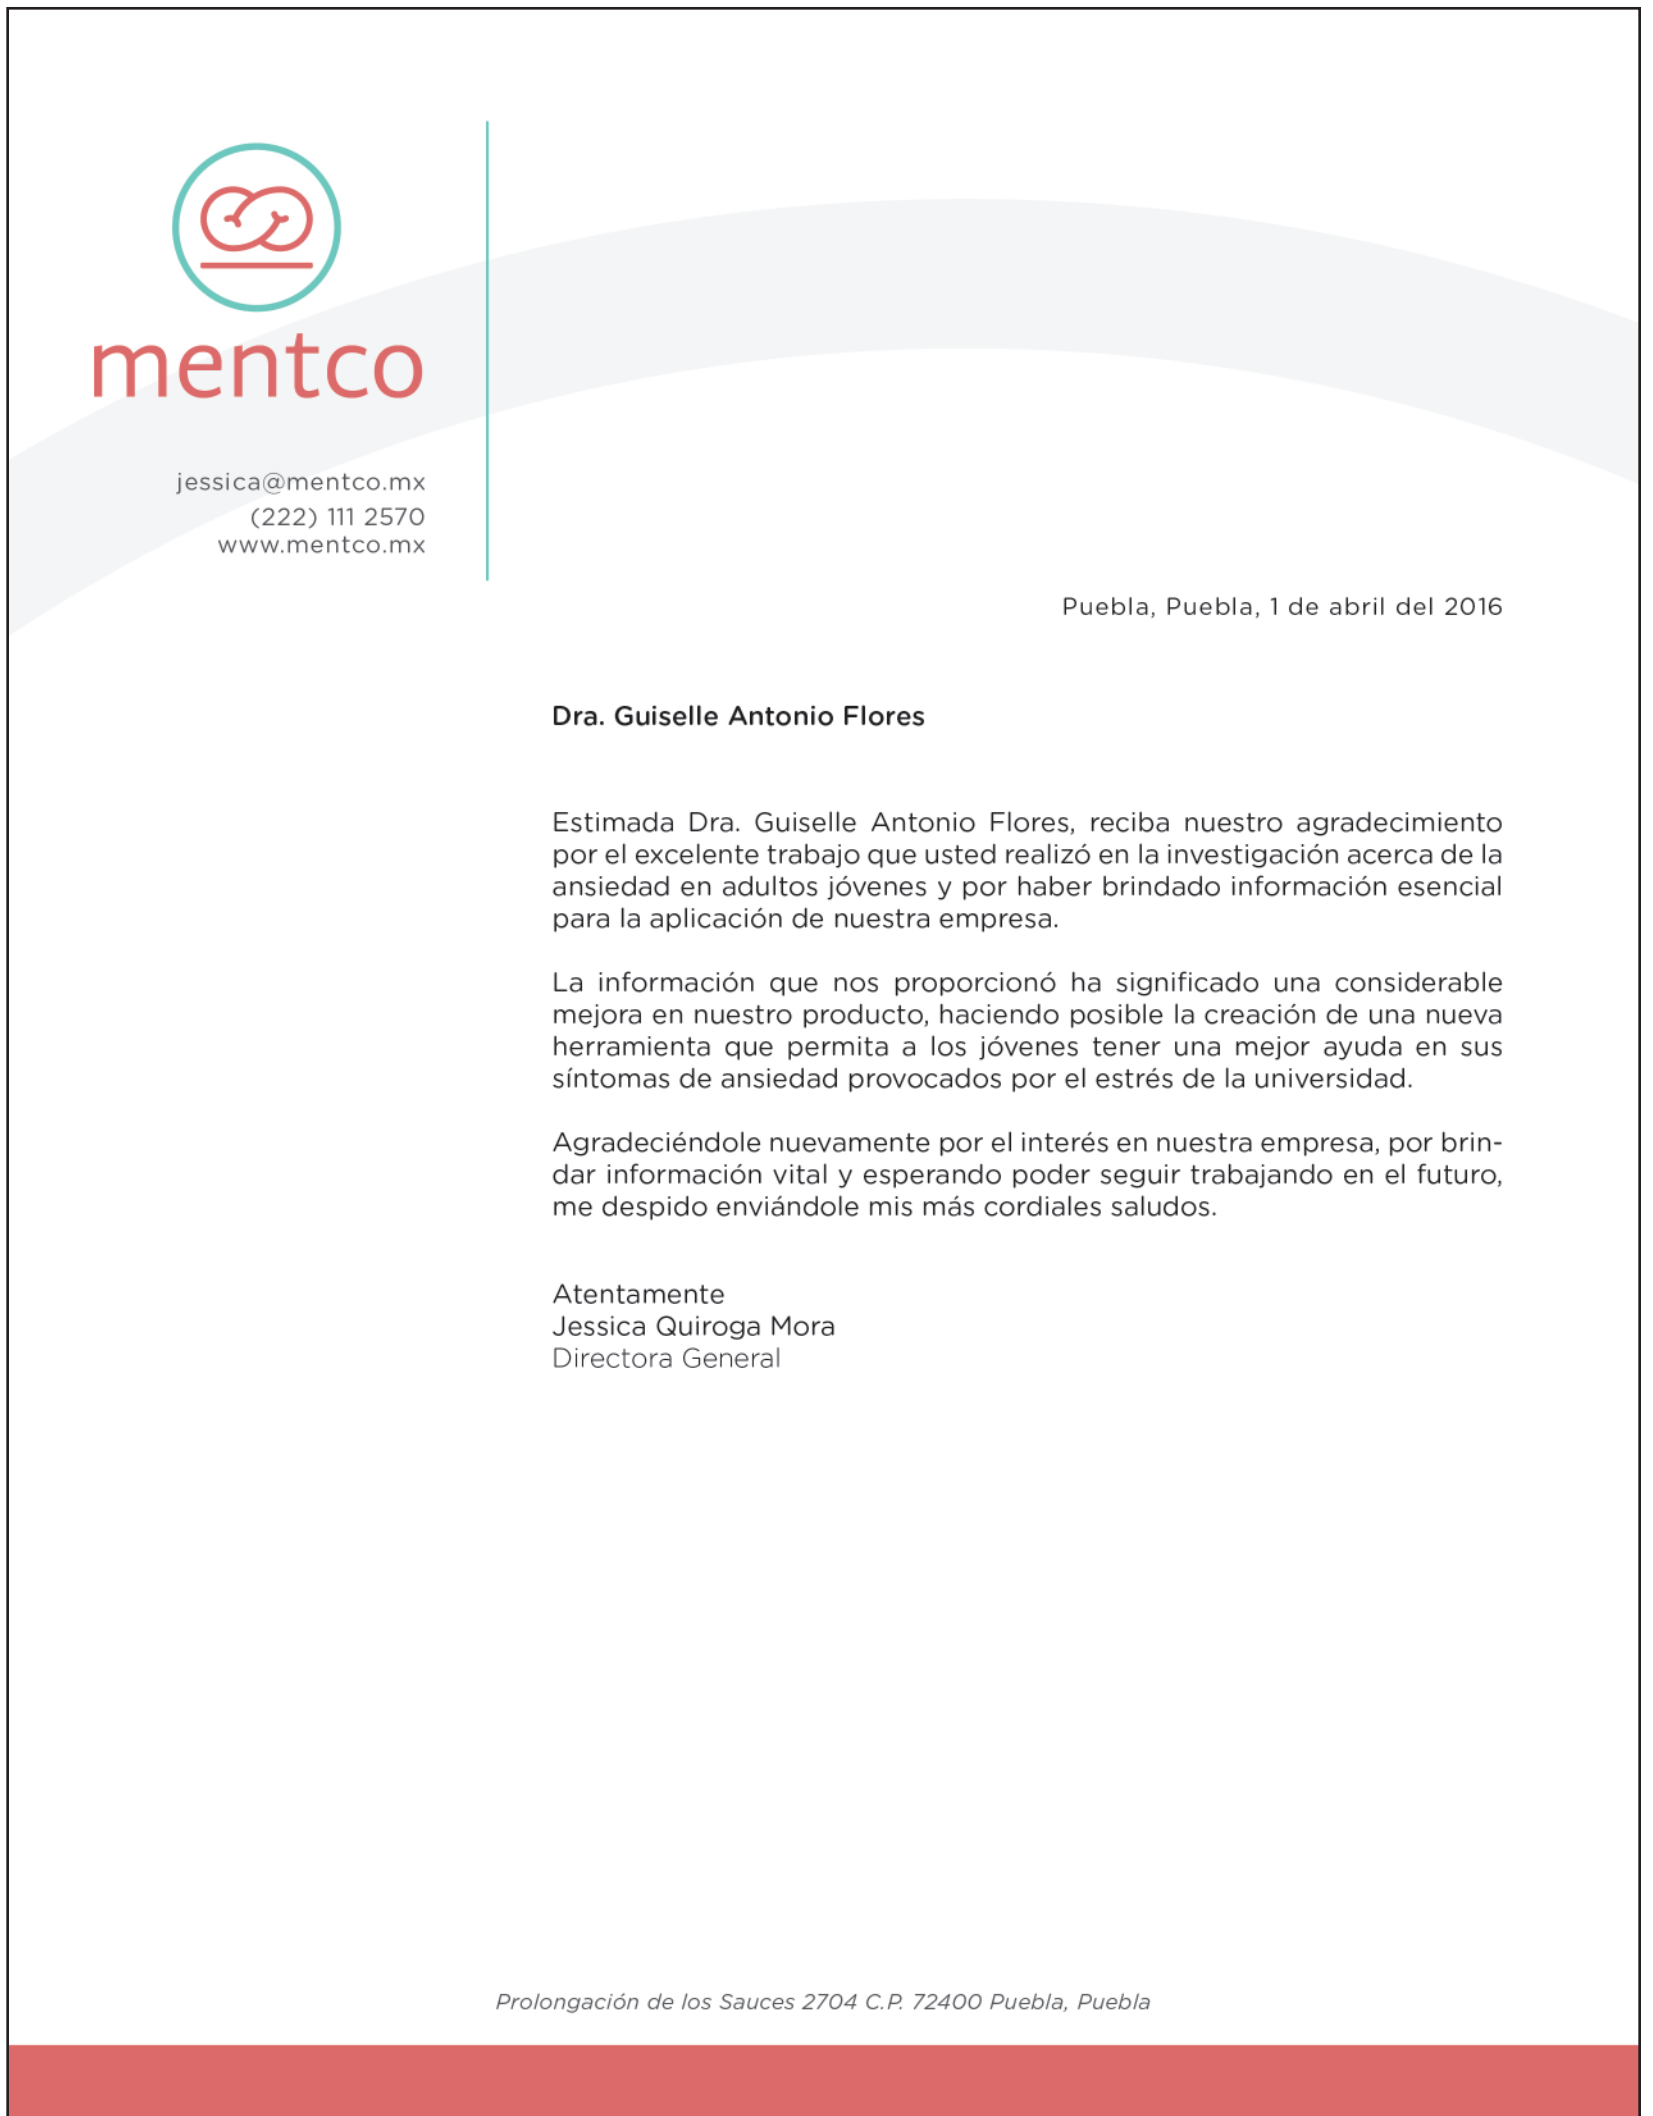 mentco
jessica@mentco.mx
(222) 111 2570
www.mentco.mx
Puebla, Puebla, 1 de abril del 2016
Dra. Guiselle Antonio Flores
Estimada Dra. Guiselle Antonio Flores, reciba nuestro agradecimiento
por el excelente trabajo que usted realizó en la investigación acerca de la
ansiedad en adultos jóvenes y por haber brindado información esencial
para la aplicación de nuestra empresa.
La información que nos proporcionó ha significado una considerable
mejora en nuestro producto, haciendo posible la creación de una nueva
herramienta que permita a los jóvenes tener una mejor ayuda en sus
síntomas de ansiedad provocados por el estrés de la universidad.
Agradeciéndole nuevamente por el interés en nuestra empresa, por brin-
dar información vital y esperando poder seguir trabajando en el futuro,
me despido enviándole mis más cordiales saludos.
Atentamente
Jessica Quiroga Mora
Directora General
Prolongación de los Sauces 2704 C.P. 72400 Puebla, Puebla